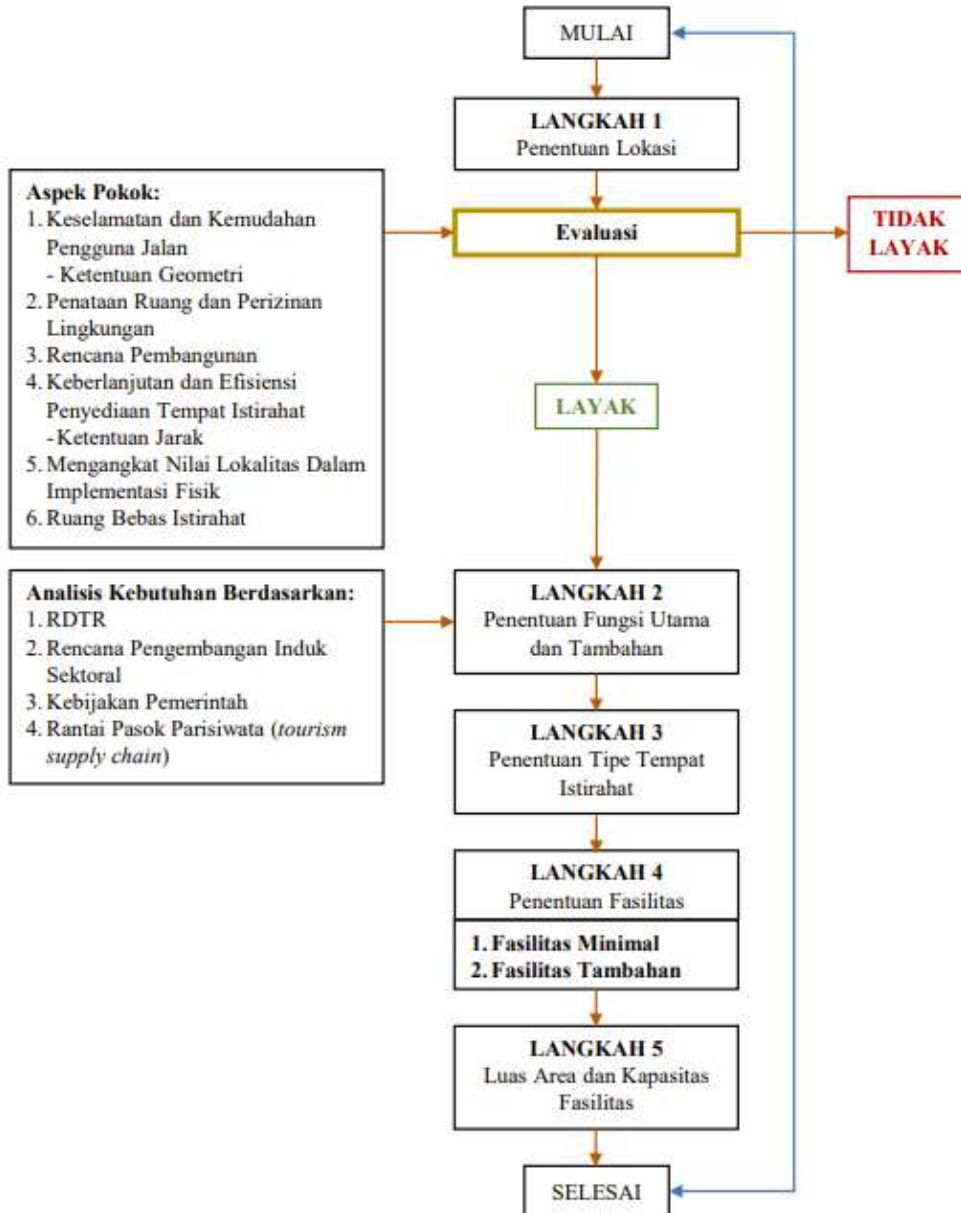 MULAI
LANGKAH 1
Penentuan Lokasi
Aspek Pokok:
1. Keselamatan dan Kemudahan
Pengguna Jalan
- Ketentuan Geometri
2. Penataan Ruang dan Perizinan
Lingkungan
3. Rencana Pembangunan
4. Keberlanjutan dan Efisiensi
Penyediaan Tempat Istirahat
-Ketentuan Jarak
5. Mengangkat Nilai Lokalitas Dalam
Implementasi Fisik
6. Ruang Bebas Istirahat
Evaluasi
TIDAK
LAYAK
LAYAK
Analisis Kebutuhan Berdasarkan:
1. RDTR
2. Rencana Pengembangan Induk
Sektoral
3. Kebijakan Pemerintah
4. Rantai Pasok Parisiwata (tourism
supply chain)
LANGKAH 2
Penentuan Fungsi Utama
dan Tambahan
LANGKAH 3
Penentuan Tipe Tempat
Istirahat
LANGKAH 4
Penentuan Fasilitas
1. Fasilitas Minimal
2. Fasilitas Tambahan
LANGKAH 5
Luas Area dan Kapasitas
Fasilitas
SELESAI